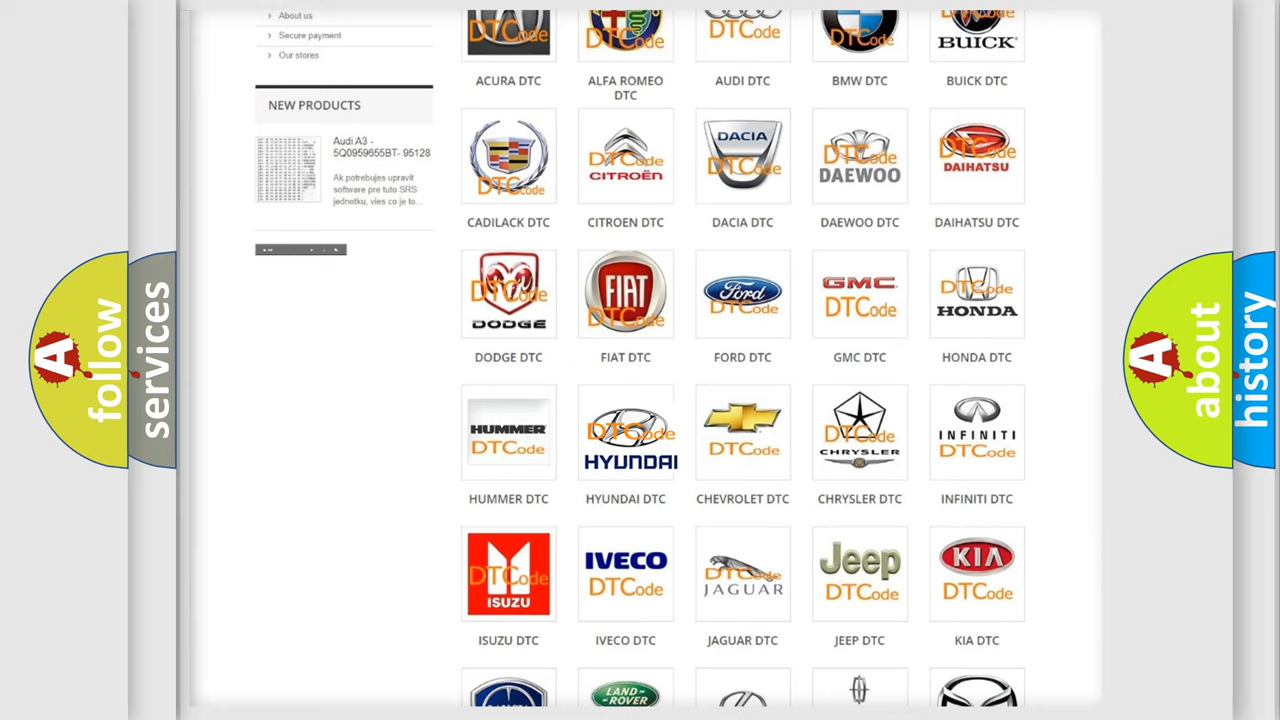 About us
Secure payment
Our stores
NEW PRODUCTS
Audi A3 -
5Q0959655BT- 95128
Ak potrebujes upravit
software pre tuto SRS
jednotku, vies co je to...
DTCode
DTCode
DTCode
DTCode
BUICK
ACURA DTC
ALFA ROMEO
DTC
AUDI DTC
BMW DTC
BUICK DTC
DTCode
DTCode
CITROËN
DACIA
DTCode
DTCode
DAEWOO
DTCode
DAIHATSU
CADILACK DTC
CITROEN DTC
DACIA DTC
DAEWOO DTC
DAIHATSU DTC
DTCode
DODGE
FIAT
DTCode
Ford
DTCode
GMC
DTCode
DTCode
HONDA
DODGE DTC
FIAT DTC
FORD DTC
GMC DTC
HONDA DTC
HUMMER
DTCode
DTCode
HYUNDAI
DTCode
DTCode
CHRYSLER
INFINITI
DTCode
HUMMER DTC
HYUNDAI DTC
CHEVROLET DTC
CHRYSLER DTC
INFINITI DTC
DTCode
ISUZU
IVECO
DTCode
DTCode
JAGUAR
Jeep
DTCode
KIA
DTCode
ISUZU DTC
IVECO DTC
JAGUAR DTC
JEEP DTC
KIA DTC
LAND-
ROVER
A
follow
services
A
about
history